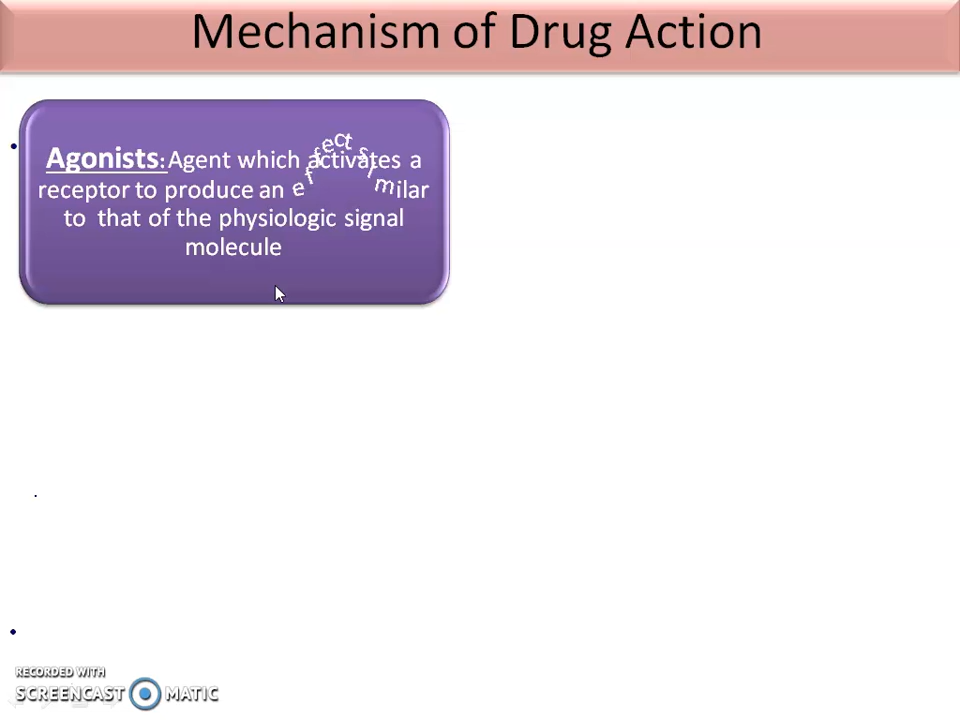 Mechanism of Drug Action
• Agonists: Agent which activates a
receptor to produce an effect similar
to that of the physiologic signal
molecule
.
•
RECORDED WITH
SCREENCAST MATIC